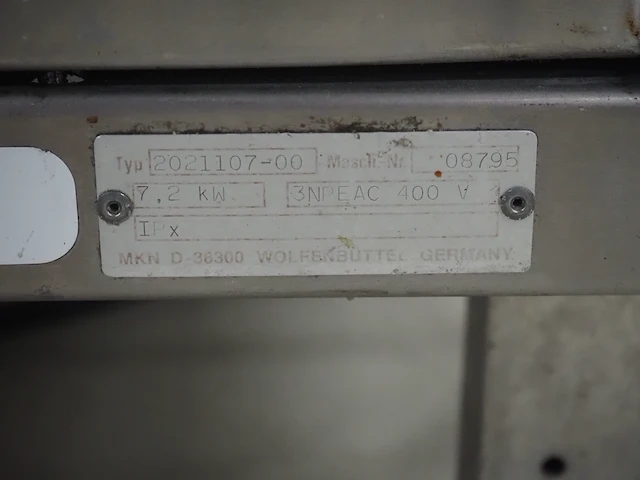 Typ 2021107-00 Masch.-Nr. 08795
7,2 kW 3NPEAC 400 V
IPx
MKN D-38300 WOLFENBÜTTEL GERMANY